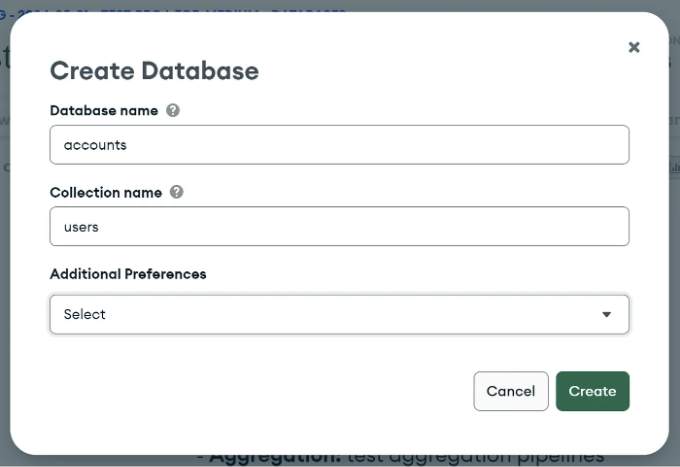 Create Database
Database name
accounts
Collection name
users
Additional Preferences
Select
Cancel Create
- Aggregation: test aggregation pipelines